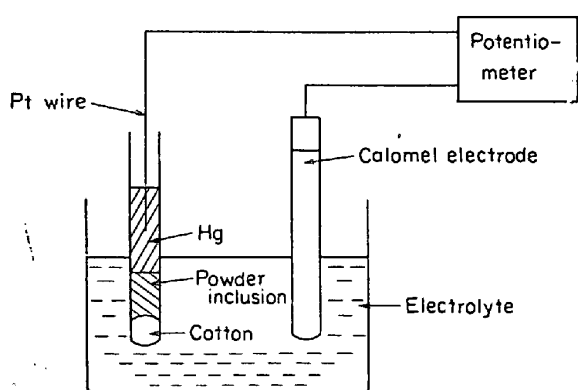 Potentio-
meter
Pt wire
Calomel electrode
Hg
Powder
inclusion
Electrolyte
Cotton